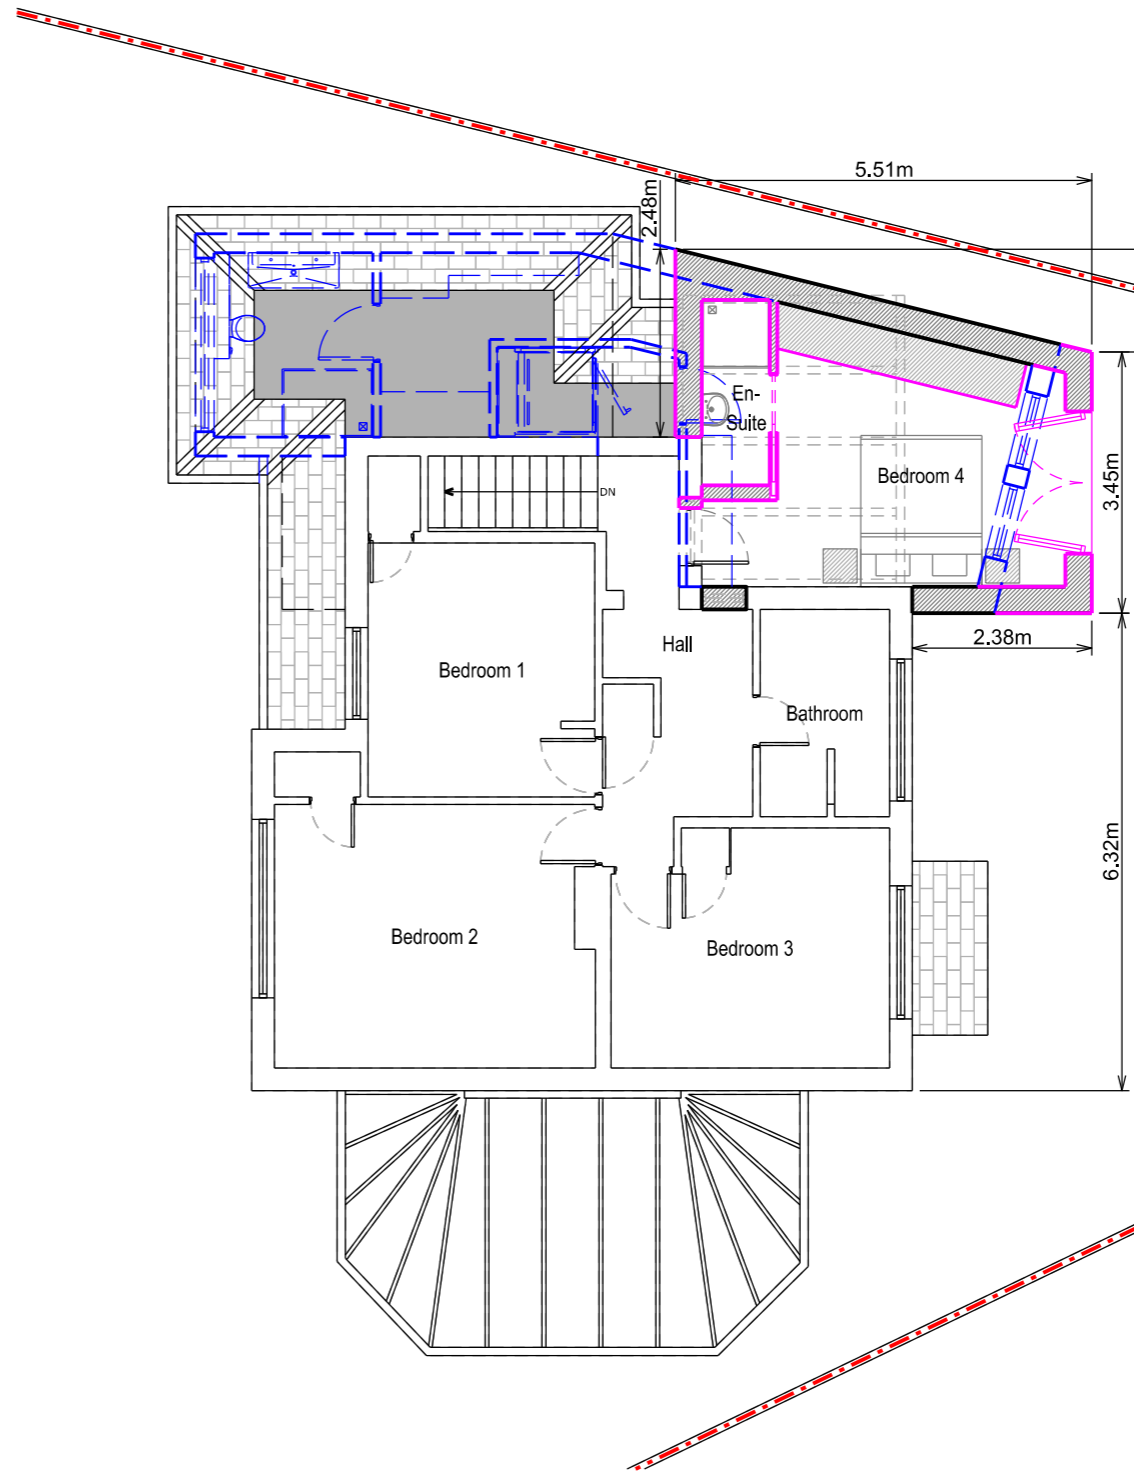 5.51m
2.48m
En-
Suite
Bedroom 4
3.45m
DN
2.38m
Hall
Bedroom 1
Bathroom
6.32m
Bedroom 2
Bedroom 3